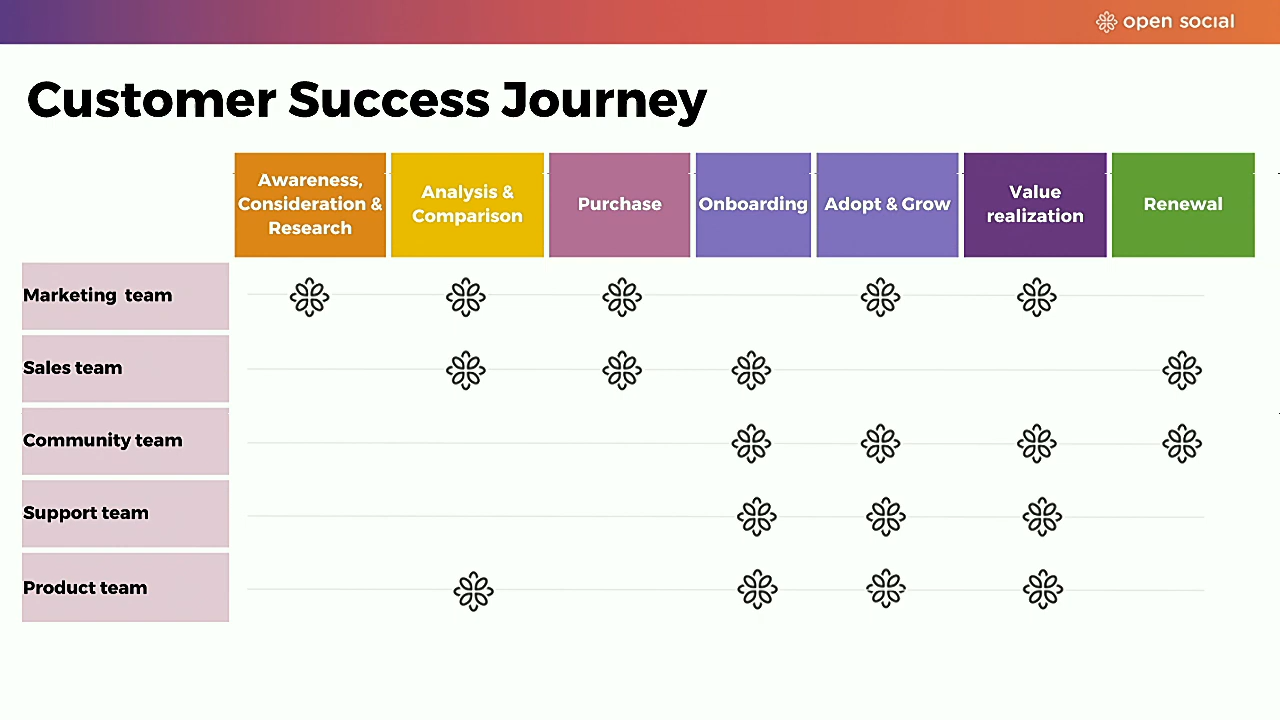 open social
Customer Success Journey
Awareness,
Consideration &
Research
Analysis &
Comparison
Purchase
Onboarding
Adopt & Grow
Value
realization
Renewal
Marketing team
Sales team
Community team
Support team
Product team